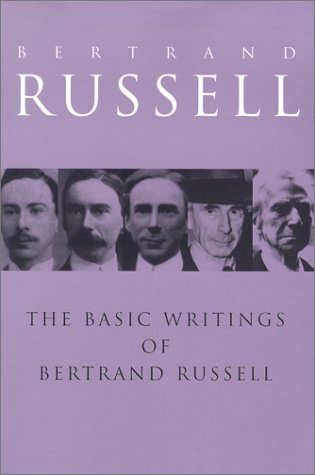 BERTRAND
RUSSELL
THE BASIC WRITINGS
OF
BERTRAND RUSSELL